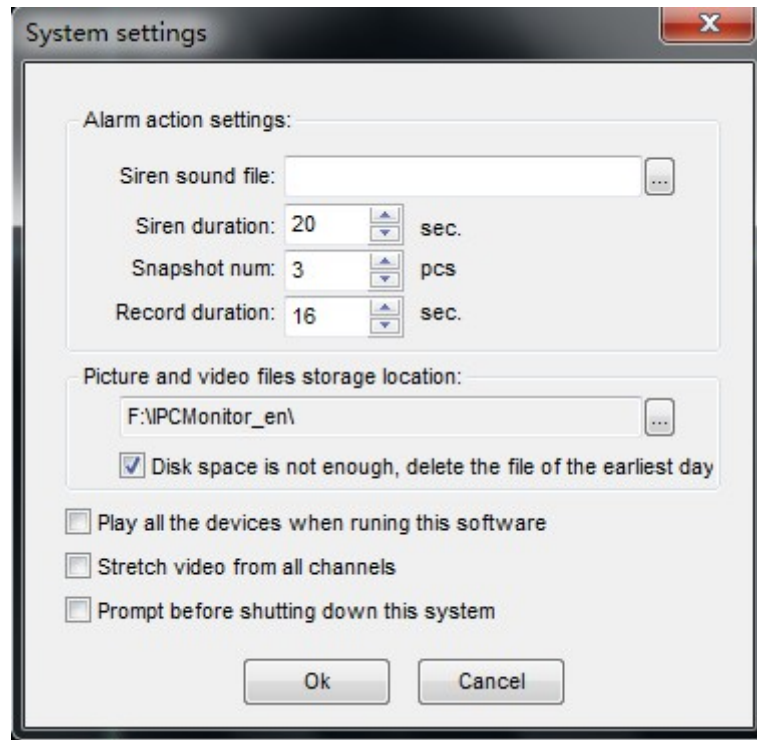 System settings
Alarm action settings:
Siren sound file:
...
Siren duration: 20 sec.
Snapshot num: 3 pcs
Record duration: 16 sec.
Picture and video files storage location:
F:\IPCMonitor_en\
...
Disk space is not enough, delete the file of the earliest day
Play all the devices when runing this software
Stretch video from all channels
Prompt before shutting down this system
Ok Cancel